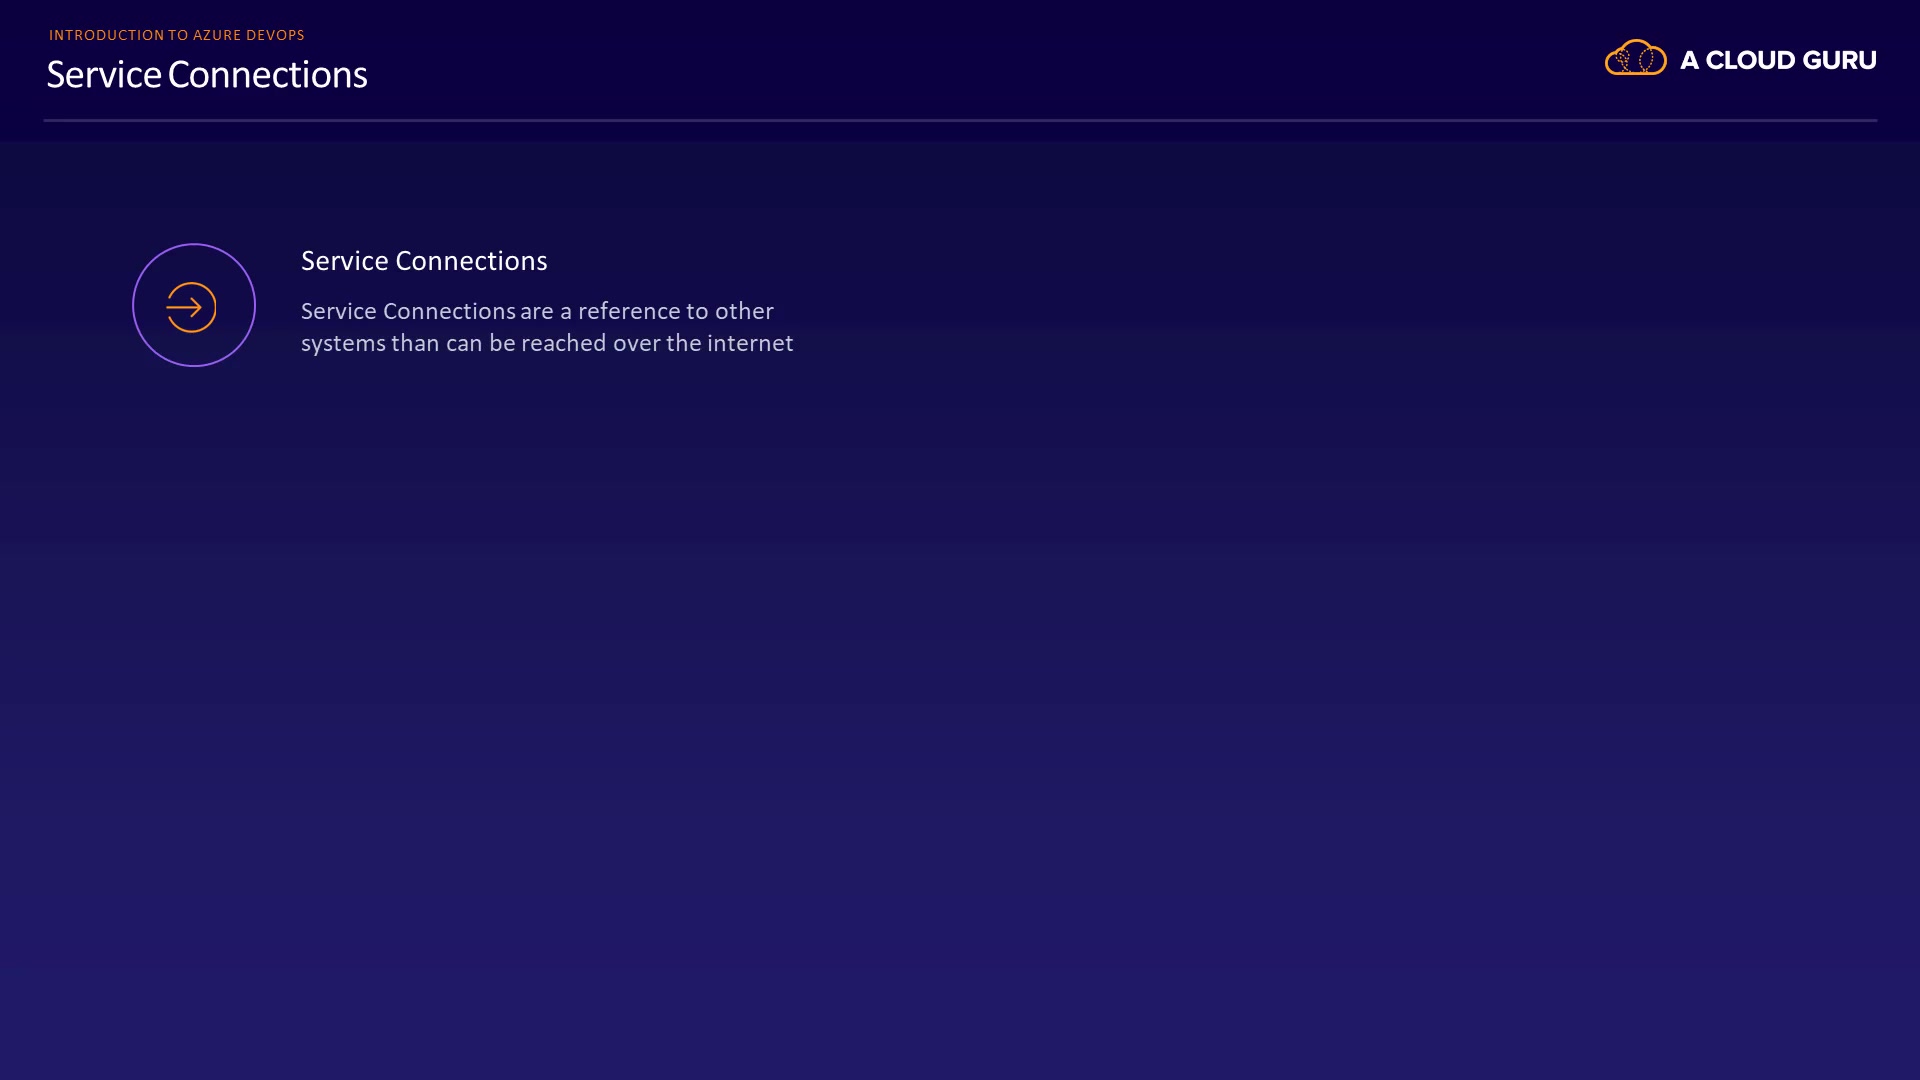 INTRODUCTION TO AZURE DEVOPS
Service Connections
A CLOUD GURU
Service Connections
Service Connections are a reference to other
systems than can be reached over the internet